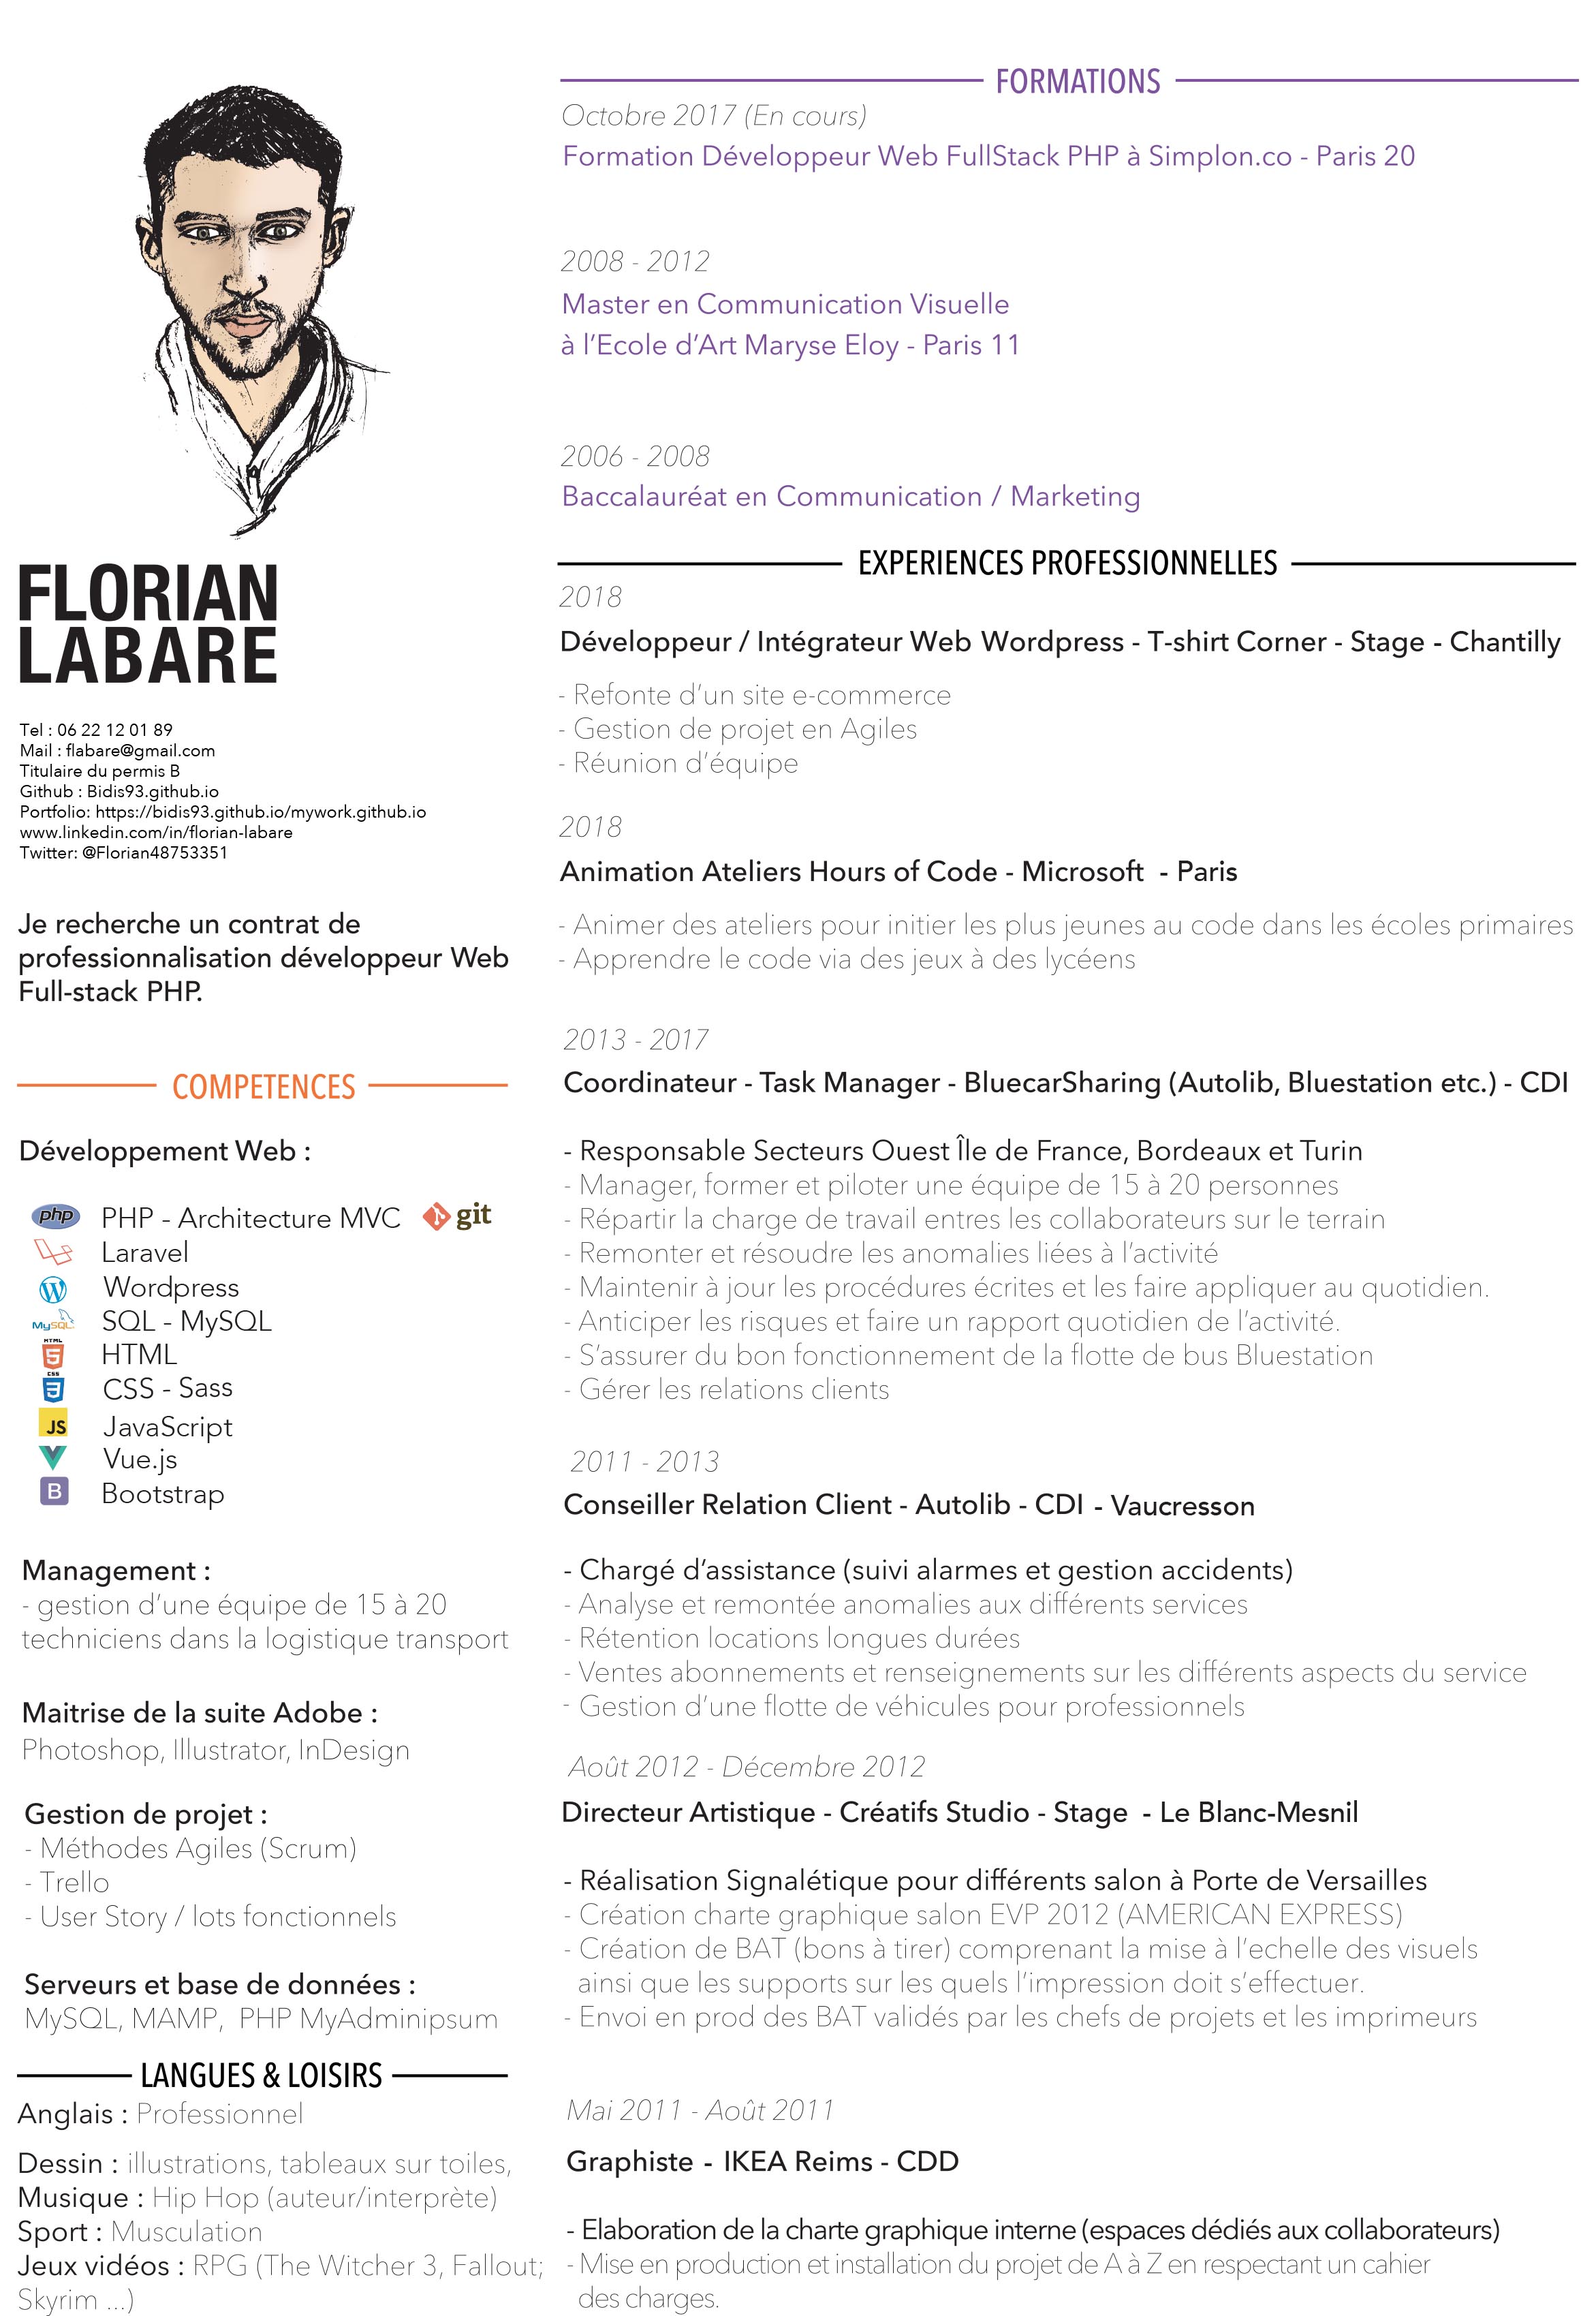 FLORIAN
LABARE
Tel : 06 22 12 01 89
Mail : flabare@gmail.com
Titulaire du permis B
Github : Bidis93.github.io
Portfolio: https://bidis93.github.io/mywork.github.io
www.linkedin.com/in/florian-labare
Twitter: @Florian48753351
Je recherche un contrat de
professionnalisation développeur Web
Full-stack PHP.
COMPETENCES
Développement Web :
php PHP - Architecture MVC git
Laravel
W Wordpress
MySQL SQL - MySQL
HTML 5 HTML
CSS 3 CSS - Sass
JS JavaScript
Vue.js
B Bootstrap
Management :
- gestion d’une équipe de 15 à 20
techniciens dans la logistique transport
Maitrise de la suite Adobe :
Photoshop, Illustrator, InDesign
Gestion de projet :
- Méthodes Agiles (Scrum)
- Trello
- User Story / lots fonctionnels
Serveurs et base de données :
MySQL, MAMP, PHP MyAdminipsum
LANGUES & LOISIRS
Anglais : Professionnel
Dessin : illustrations, tableaux sur toiles,
Musique : Hip Hop (auteur/interprète)
Sport : Musculation
Jeux vidéos : RPG (The Witcher 3, Fallout;
Skyrim ...)
FORMATIONS
Octobre 2017 (En cours)
Formation Développeur Web FullStack PHP à Simplon.co - Paris 20
2008 - 2012
Master en Communication Visuelle
à l’Ecole d’Art Maryse Eloy - Paris 11
2006 - 2008
Baccalauréat en Communication / Marketing
EXPERIENCES PROFESSIONNELLES
2018
Développeur / Intégrateur Web Wordpress - T-shirt Corner - Stage - Chantilly
- Refonte d’un site e-commerce
- Gestion de projet en Agiles
- Réunion d’équipe
2018
Animation Ateliers Hours of Code - Microsoft - Paris
- Animer des ateliers pour initier les plus jeunes au code dans les écoles primaires
- Apprendre le code via des jeux à des lycéens
2013 - 2017
Coordinateur - Task Manager - BluecarSharing (Autolib, Bluestation etc.) - CDI
- Responsable Secteurs Ouest Île de France, Bordeaux et Turin
- Manager, former et piloter une équipe de 15 à 20 personnes
- Répartir la charge de travail entres les collaborateurs sur le terrain
- Remonter et résoudre les anomalies liées à l’activité
- Maintenir à jour les procédures écrites et les faire appliquer au quotidien.
- Anticiper les risques et faire un rapport quotidien de l’activité.
- S’assurer du bon fonctionnement de la flotte de bus Bluestation
- Gérer les relations clients
2011 - 2013
Conseiller Relation Client - Autolib - CDI - Vaucresson
- Chargé d’assistance (suivi alarmes et gestion accidents)
- Analyse et remontée anomalies aux différents services
- Rétention locations longues durées
- Ventes abonnements et renseignements sur les différents aspects du service
- Gestion d’une flotte de véhicules pour professionnels
Août 2012 - Décembre 2012
Directeur Artistique - Créatifs Studio - Stage - Le Blanc-Mesnil
- Réalisation Signalétique pour différents salon à Porte de Versailles
- Création charte graphique salon EVP 2012 (AMERICAN EXPRESS)
- Création de BAT (bons à tirer) comprenant la mise à l’echelle des visuels
ainsi que les supports sur les quels l’impression doit s’effectuer.
- Envoi en prod des BAT validés par les chefs de projets et les imprimeurs
Mai 2011 - Août 2011
Graphiste - IKEA Reims - CDD
- Elaboration de la charte graphique interne (espaces dédiés aux collaborateurs)
- Mise en production et installation du projet de A à Z en respectant un cahier
des charges.